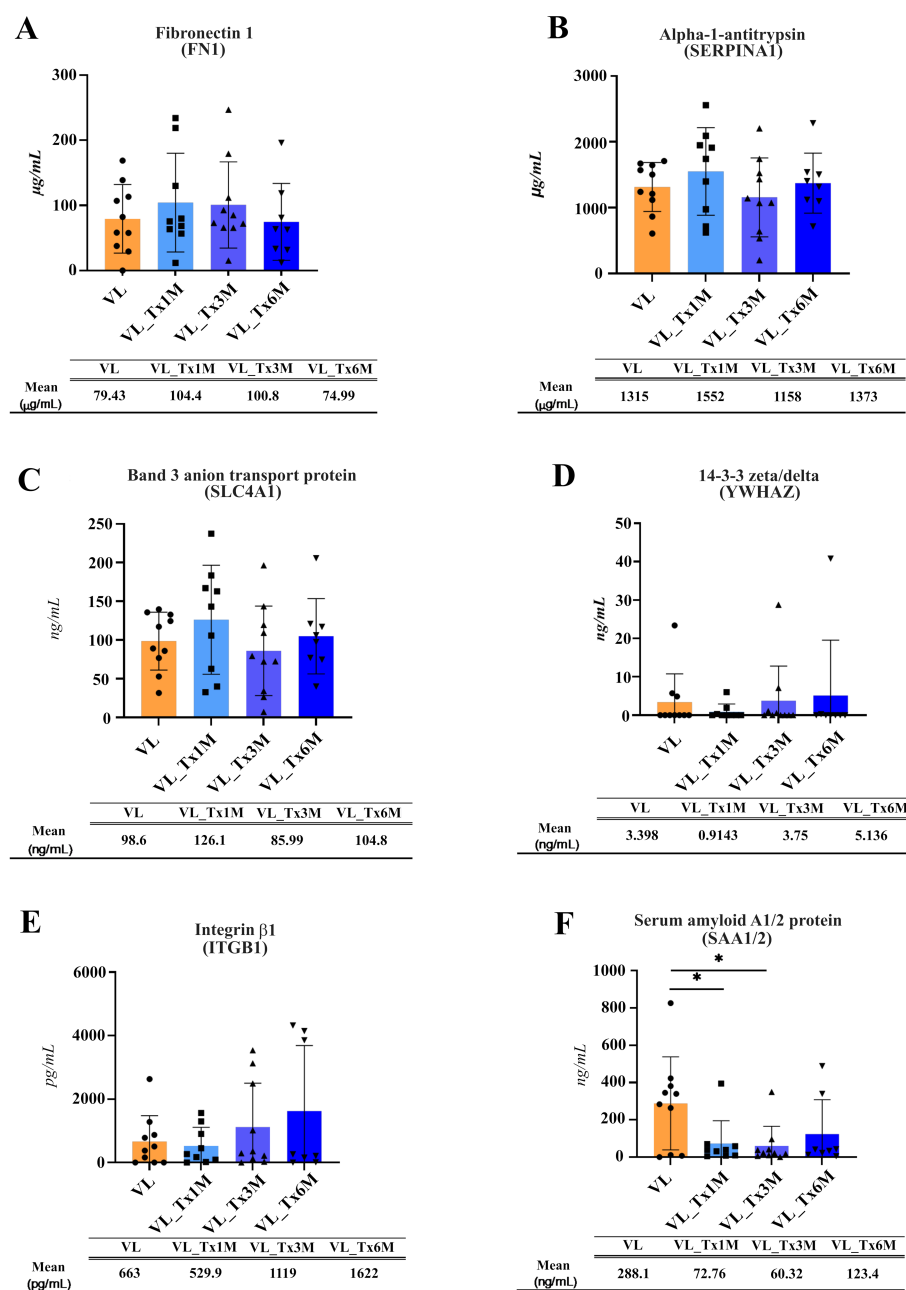 A
Fibronectin 1
(FN1)
µg/mL
300
200
100
0
VL
VL_Tx1M
VL_Tx3M
VL_Tx6M
VL VL_Tx1M VL_Tx3M VL_Tx6M
Mean
(µg/mL)
79.43 104.4 100.8 74.99
B
Alpha-1-antitrypsin
(SERPINA1)
µg/mL
3000
2000
1000
0
VL
VL_Tx1M
VL_Tx3M
VL_Tx6M
VL VL_Tx1M VL_Tx3M VL_Tx6M
Mean
(µg/mL)
1315 1552 1158 1373
C
Band 3 anion transport protein
(SLC4A1)
ng/mL
250
200
150
100
50
0
VL
VL_Tx1M
VL_Tx3M
VL_Tx6M
VL VL_Tx1M VL_Tx3M VL_Tx6M
Mean
(ng/mL)
98.6 126.1 85.99 104.8
D
14-3-3 zeta/delta
(YWHAZ)
ng/mL
50
40
30
20
10
0
VL
VL_Tx1M
VL_Tx3M
VL_Tx6M
VL VL_Tx1M VL_Tx3M VL_Tx6M
Mean
(ng/mL)
3.398 0.9143 3.75 5.136
E
Integrin β1
(ITGB1)
pg/mL
6000
4000
2000
0
VL
VL_Tx1M
VL_Tx3M
VL_Tx6M
VL VL_Tx1M VL_Tx3M VL_Tx6M
Mean
(pg/mL)
663 529.9 1119 1622
F
Serum amyloid A1/2 protein
(SAA1/2)
ng/mL
1000
800
600
400
200
0
*
*
VL
VL_Tx1M
VL_Tx3M
VL_Tx6M
VL VL_Tx1M VL_Tx3M VL_Tx6M
Mean
(ng/mL)
288.1 72.76 60.32 123.4